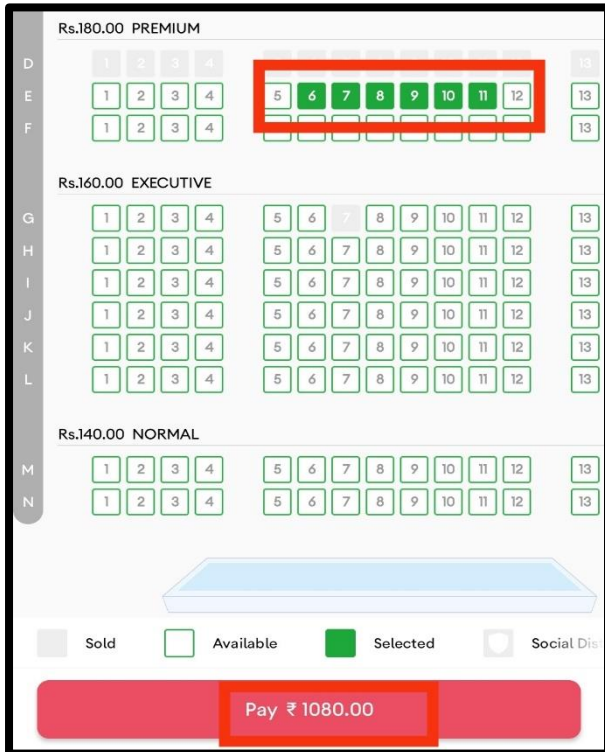 Rs.180.00 PREMIUM
D 1 2 3 4 13
E 1 2 3 4 5 6 7 8 9 10 11 12 13
F 1 2 3 4 13
Rs.160.00 EXECUTIVE
G 1 2 3 4 5 6 7 8 9 10 11 12 13
H 1 2 3 4 5 6 7 8 9 10 11 12 13
I 1 2 3 4 5 6 7 8 9 10 11 12 13
J 1 2 3 4 5 6 7 8 9 10 11 12 13
K 1 2 3 4 5 6 7 8 9 10 11 12 13
L 1 2 3 4 5 6 7 8 9 10 11 12 13
Rs.140.00 NORMAL
M 1 2 3 4 5 6 7 8 9 10 11 12 13
N 1 2 3 4 5 6 7 8 9 10 11 12 13
Sold Available Selected Social Dis
Pay ₹ 1080.00